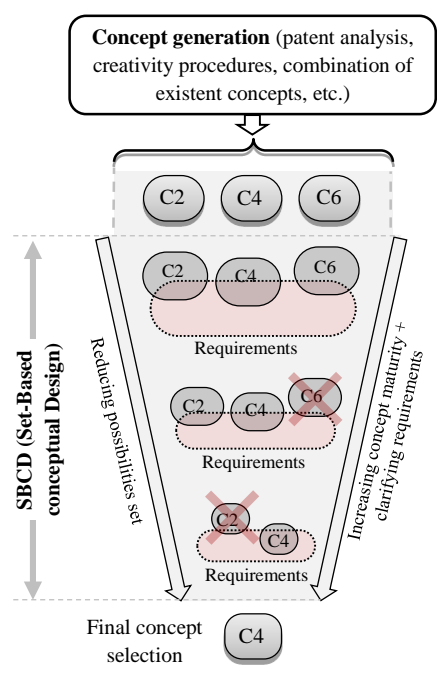 Concept generation (patent analysis,
creativity procedures, combination of
existent concepts, etc.)
C2 C4 C6
C2 C4 C6
Requirements
C2 C4 C6
Requirements
C2 C4
Requirements
SBCD (Set-Based
conceptual Design)
Reducing possibilities set
Increasing concept maturity +
clarifying requirements
Final concept
selection
C4